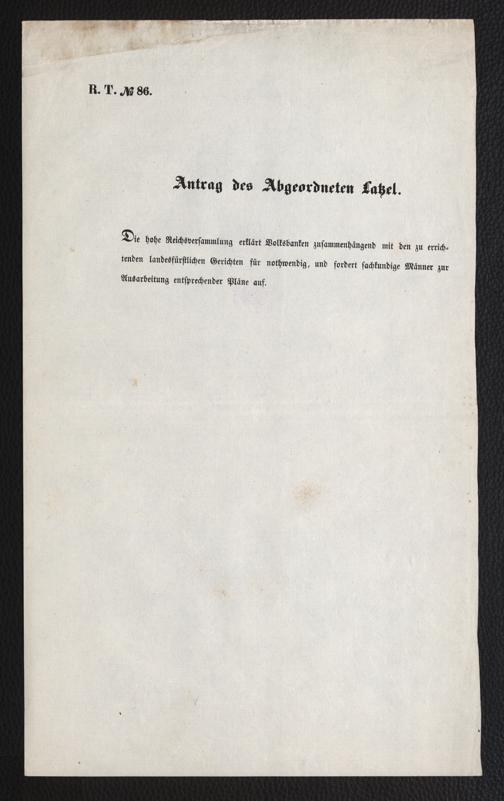 R. T. № 86.
Antrag des Abgeordneten Latzel.
Die hohe Reichsversammlung erklärt Volksbanken zusammenhängend mit den zu errich-
tenden landesfürstlichen Gerichten für nothwendig, und fordert sachkundige Männer zur
Ausarbeitung entsprechender Pläne auf.